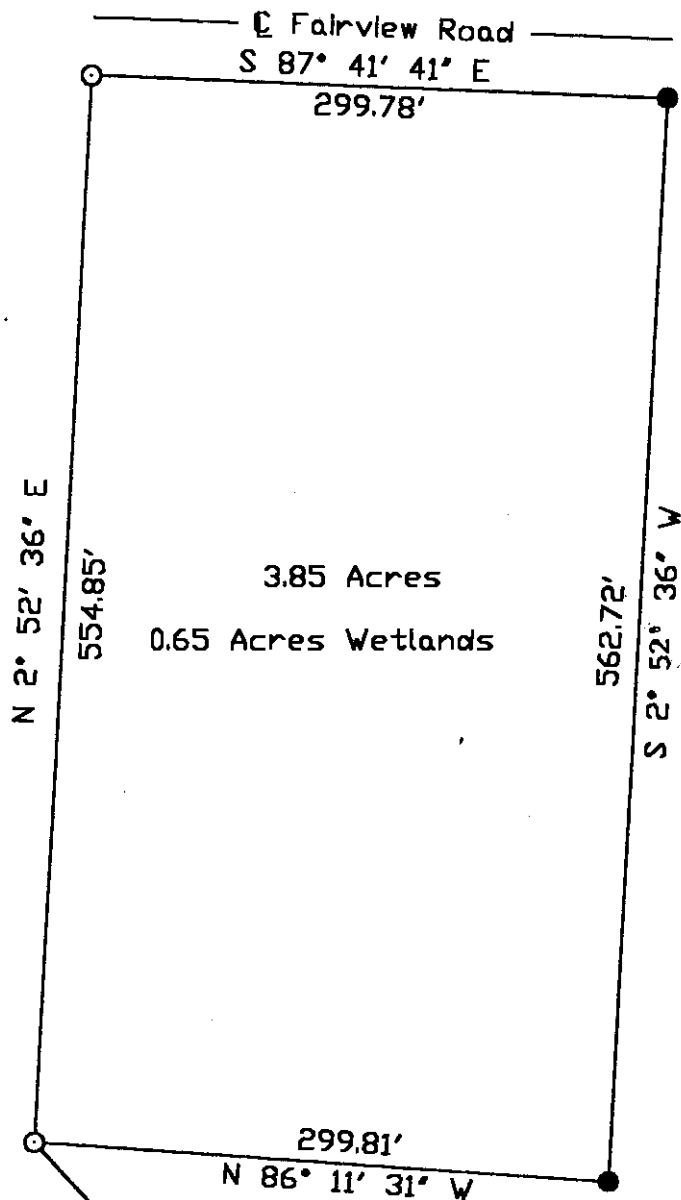 ℄ Fairview Road
S 87° 41' 41" E
299.78'
N 2° 52' 36" E
554.85'
3.85 Acres
0.65 Acres Wetlands
562.72'
S 2° 52' 36" W
299.81'
N 86° 11' 31" W